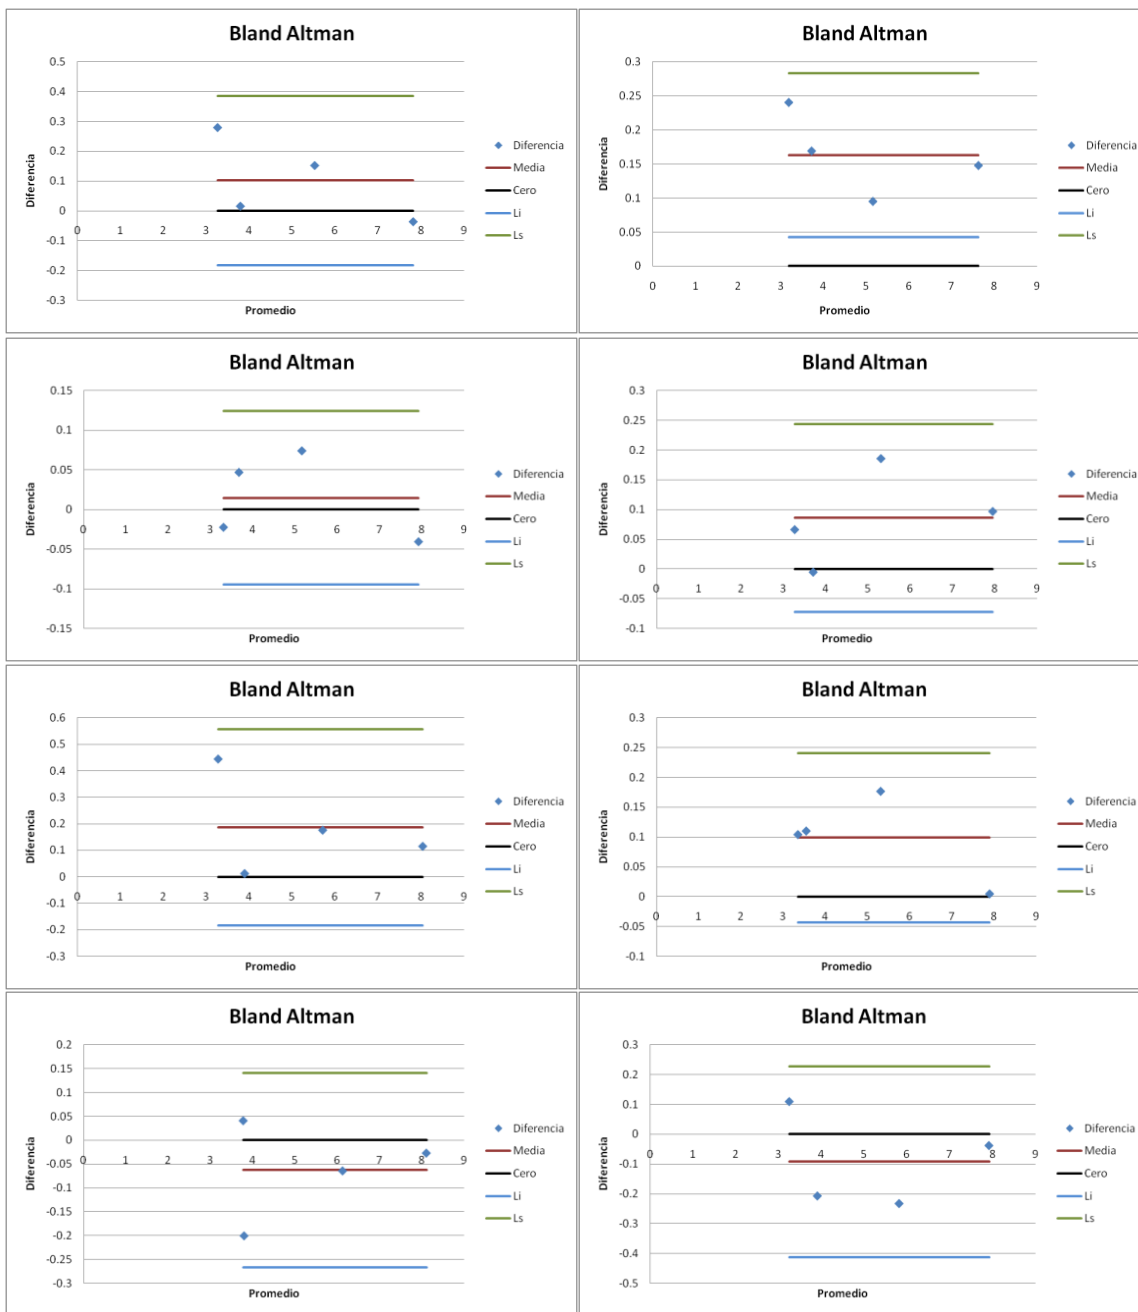 Bland Altman
0.5
0.4
0.3
0.2
0.1
0
-0.1
-0.2
-0.3
0 1 2 3 4 5 6 7 8 9
Diferencia
Promedio
Diferencia
Media
Cero
Li
Ls
Bland Altman
0.3
0.25
0.2
0.15
0.1
0.05
0
0 1 2 3 4 5 6 7 8 9
Diferencia
Promedio
Diferencia
Media
Cero
Li
Ls
Bland Altman
0.15
0.1
0.05
0
-0.05
-0.1
-0.15
0 1 2 3 4 5 6 7 8 9
Diferencia
Promedio
Diferencia
Media
Cero
Li
Ls
Bland Altman
0.3
0.25
0.2
0.15
0.1
0.05
0
-0.05
-0.1
0 1 2 3 4 5 6 7 8 9
Diferencia
Promedio
Diferencia
Media
Cero
Li
Ls
Bland Altman
0.6
0.5
0.4
0.3
0.2
0.1
0
-0.1
-0.2
-0.3
0 1 2 3 4 5 6 7 8 9
Diferencia
Promedio
Diferencia
Media
Cero
Li
Ls
Bland Altman
0.3
0.25
0.2
0.15
0.1
0.05
0
-0.05
-0.1
0 1 2 3 4 5 6 7 8 9
Diferencia
Promedio
Diferencia
Media
Cero
Li
Ls
Bland Altman
0.2
0.15
0.1
0.05
0
-0.05
-0.1
-0.15
-0.2
-0.3
-0.3
0 1 2 3 4 5 6 7 8 9
Diferencia
Promedio
Diferencia
Media
Cero
Li
Ls
Bland Altman
0.3
0.2
0.1
0
-0.1
-0.2
-0.3
-0.4
-0.5
0 1 2 3 4 5 6 7 8 9
Diferencia
Promedio
Diferencia
Media
Cero
Li
Ls